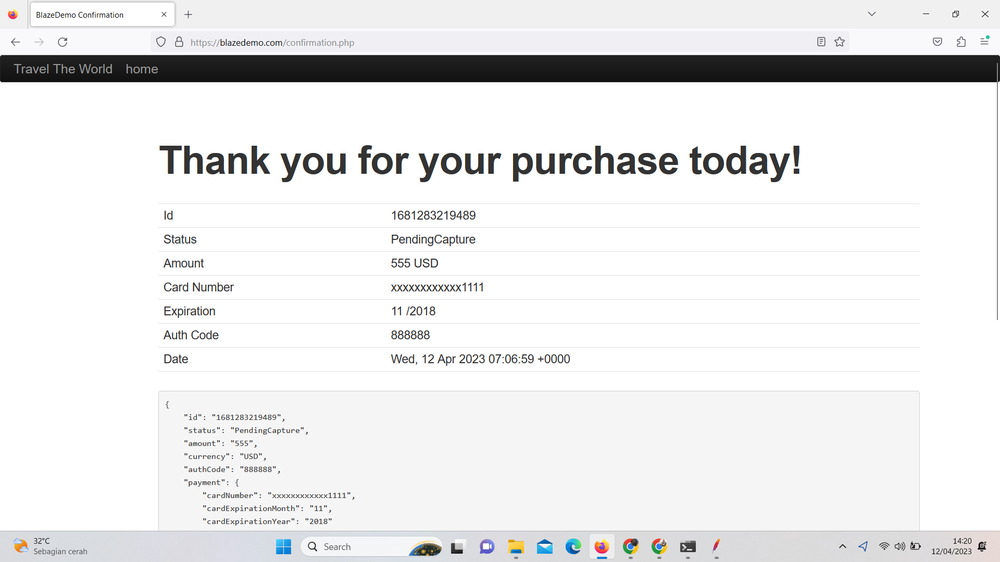 BlazeDemo Confirmation
https://blazedemo.com/confirmation.php
Travel The World home
Thank you for your purchase today!
Id 1681283219489
Status PendingCapture
Amount 555 USD
Card Number xxxxxxxxxxxx1111
Expiration 11 /2018
Auth Code 888888
Date Wed, 12 Apr 2023 07:06:59 +0000
{
    "id": "1681283219489",
    "status": "PendingCapture",
    "amount": "555",
    "currency": "USD",
    "authCode": "888888",
    "payment": {
        "cardNumber": "xxxxxxxxxxxx1111",
        "cardExpirationMonth": "11",
        "cardExpirationYear": "2018"
32°C
Sebagian cerah
Search
14:20
12/04/2023